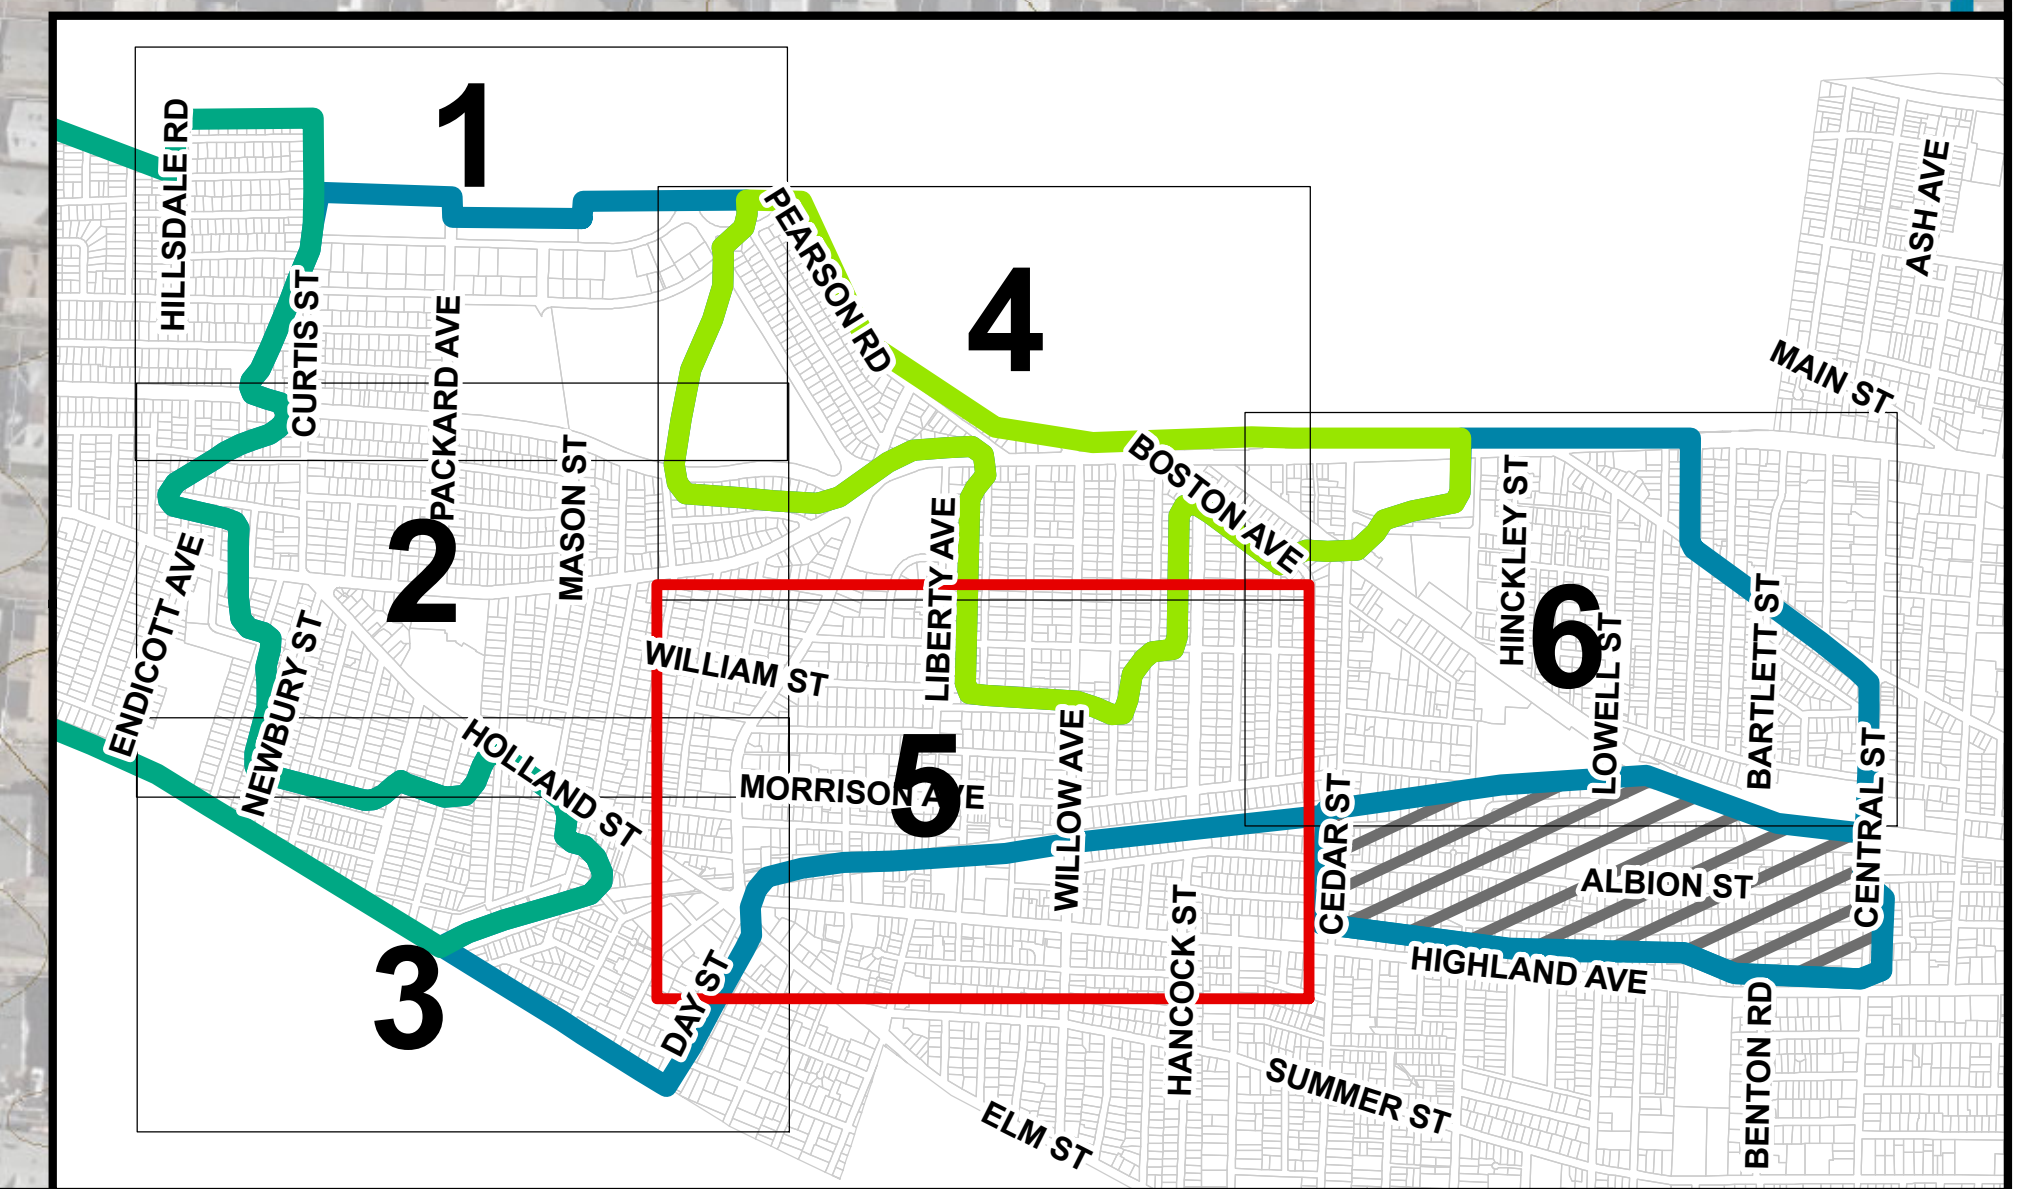 1
HILLSDALE RD
CURTIS ST
PACKARD AVE
PEARSON RD
4
ASH AVE
MAIN ST
MASON ST
2
ENDICOTT AVE
NEWBURY ST
HOLLAND ST
LIBERTY AVE
BOSTON AVE
HINCKLEY ST
6
LOWELL ST
BARTLETT ST
WILLIAM ST
5
MORRISON AVE
WILLOW AVE
CEDAR ST
CENTRAL ST
ALBION ST
HIGHLAND AVE
3
DAY ST
HANCOCK ST
SUMMER ST
ELM ST
BENTON RD